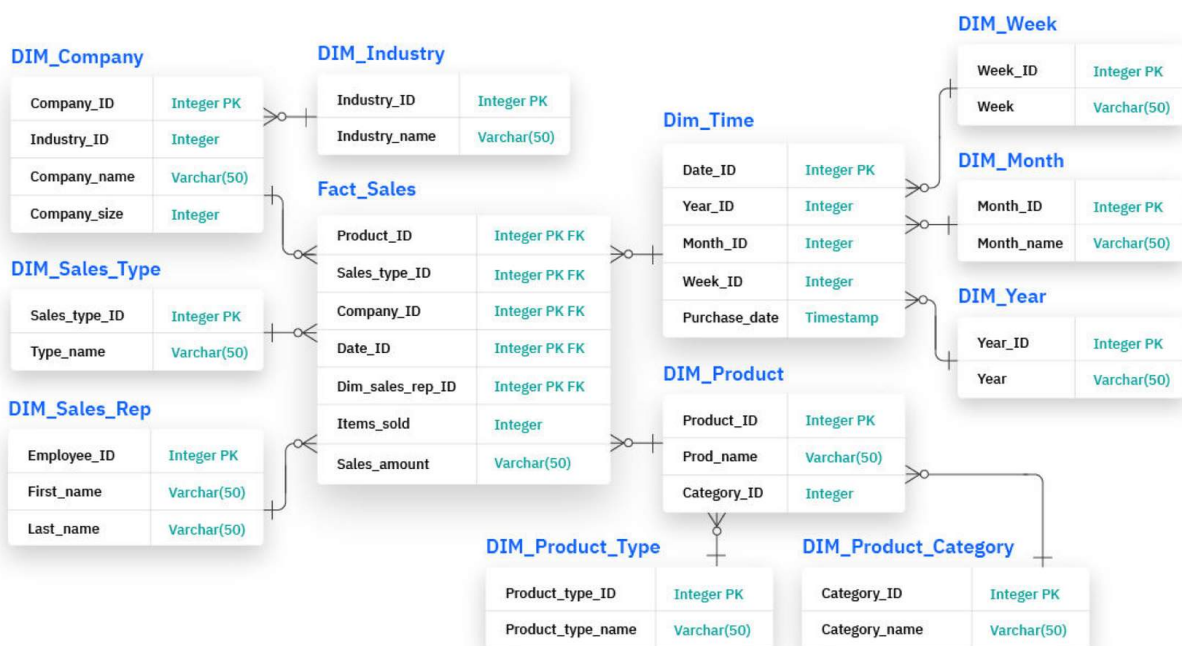 DIM_Company
Company_ID Integer PK
Industry_ID Integer
Company_name Varchar(50)
Company_size Integer
DIM_Industry
Industry_ID Integer PK
Industry_name Varchar(50)
DIM_Sales_Type
Sales_type_ID Integer PK
Type_name Varchar(50)
DIM_Sales_Rep
Employee_ID Integer PK
First_name Varchar(50)
Last_name Varchar(50)
Fact_Sales
Product_ID Integer PK FK
Sales_type_ID Integer PK FK
Company_ID Integer PK FK
Date_ID Integer PK FK
Dim_sales_rep_ID Integer PK FK
Items_sold Integer
Sales_amount Varchar(50)
Dim_Time
Date_ID Integer PK
Year_ID Integer
Month_ID Integer
Week_ID Integer
Purchase_date Timestamp
DIM_Week
Week_ID Integer PK
Week Varchar(50)
DIM_Month
Month_ID Integer PK
Month_name Varchar(50)
DIM_Year
Year_ID Integer PK
Year Varchar(50)
DIM_Product
Product_ID Integer PK
Prod_name Varchar(50)
Category_ID Integer
DIM_Product_Type
Product_type_ID Integer PK
Product_type_name Varchar(50)
DIM_Product_Category
Category_ID Integer PK
Category_name Varchar(50)